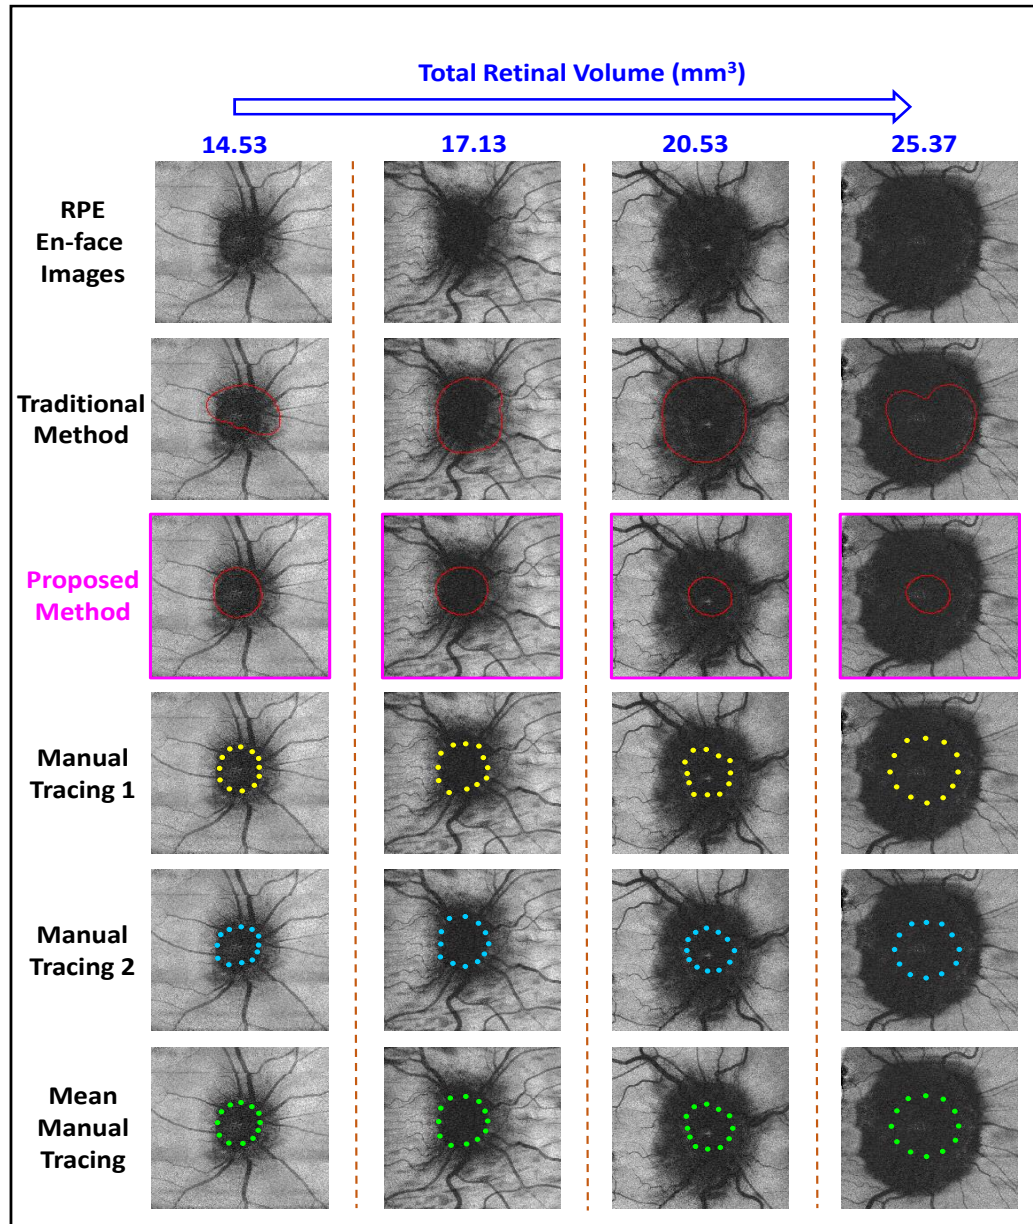 Total Retinal Volume (mm³)
14.53 17.13 20.53 25.37
RPE
En-face
Images
Traditional
Method
Proposed
Method
Manual
Tracing 1
Manual
Tracing 2
Mean
Manual
Tracing